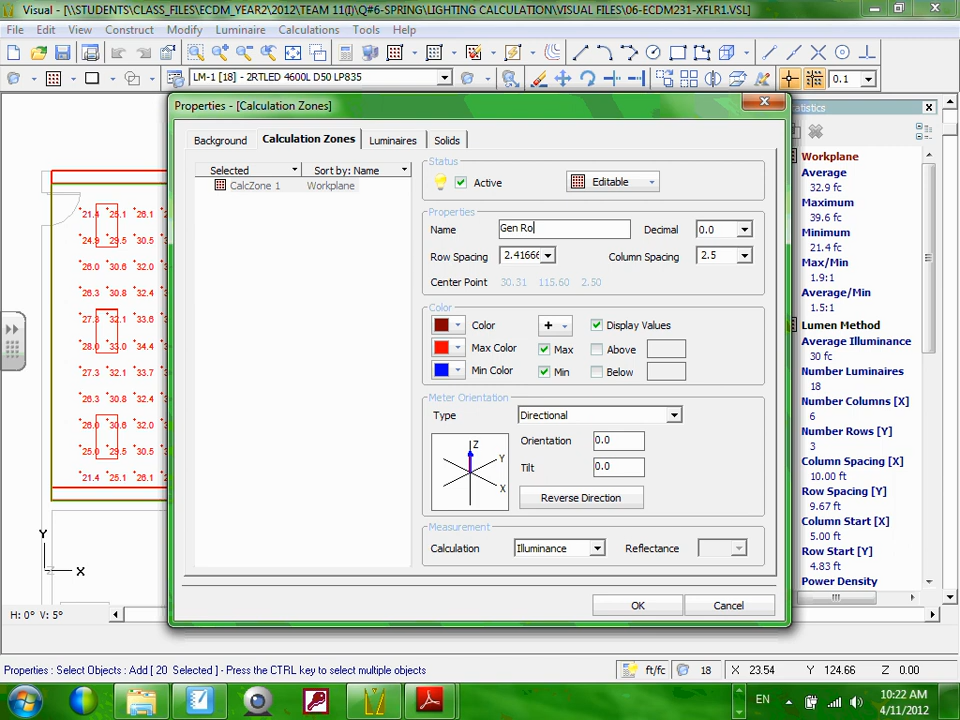 Visual - [\\STUDENTS\CLASS_FILES\ECDM_YEAR2\2012\TEAM 11(I)\Q#6-SPRING\LIGHTING CALCULATION\VISUAL FILES\06-ECDM231-XFLR1.VSL]
File Edit View Construct Modify Luminaire Calculations Tools Help
LM-1 [18] - 2RTLED 4600L D50 LP835
0.1
Properties - [Calculation Zones]
Background Calculation Zones Luminaires Solids
Selected Sort by: Name
CalcZone 1 Workplane
Status
Active Editable
Properties
Name Gen Ro Decimal 0.0
Row Spacing 2.4166 Column Spacing 2.5
Center Point 30.31 115.60 2.50
Color
Color + Display Values
Max Color Max Above
Min Color Min Below
Meter Orientation
Type Directional
Orientation 0.0
Tilt 0.0
Z
Y
X
Reverse Direction
Measurement
Calculation Illuminance Reflectance
OK Cancel
21.4 25.1 26.1
24.9 29.5 30.5
26.0 30.6 32.0
26.3 30.8 32.4
27.3 32.1 33.6
28.0 33.0 34.4
27.3 32.1 33.7
26.3 30.8 32.4
26.0 30.6 32.0
25.0 29.5 30.5
21.4 25.1 26.1
Y
X
Z
H: 0° V: 5°
tatistics
Workplane
Average
32.9 fc
Maximum
39.6 fc
Minimum
21.4 fc
Max/Min
1.9:1
Average/Min
1.5:1
Lumen Method
Average Illuminance
30 fc
Number Luminaires
18
Number Columns [X]
6
Number Rows [Y]
3
Column Spacing [X]
10.00 ft
Row Spacing [Y]
9.67 ft
Column Start [X]
5.00 ft
Row Start [Y]
4.83 ft
Power Density
Properties : Select Objects : Add [ 20 Selected ] - Press the CTRL key to select multiple objects
ft/fc 18 X 23.54 Y 124.66 Z 0.00
EN
10:22 AM
4/11/2012